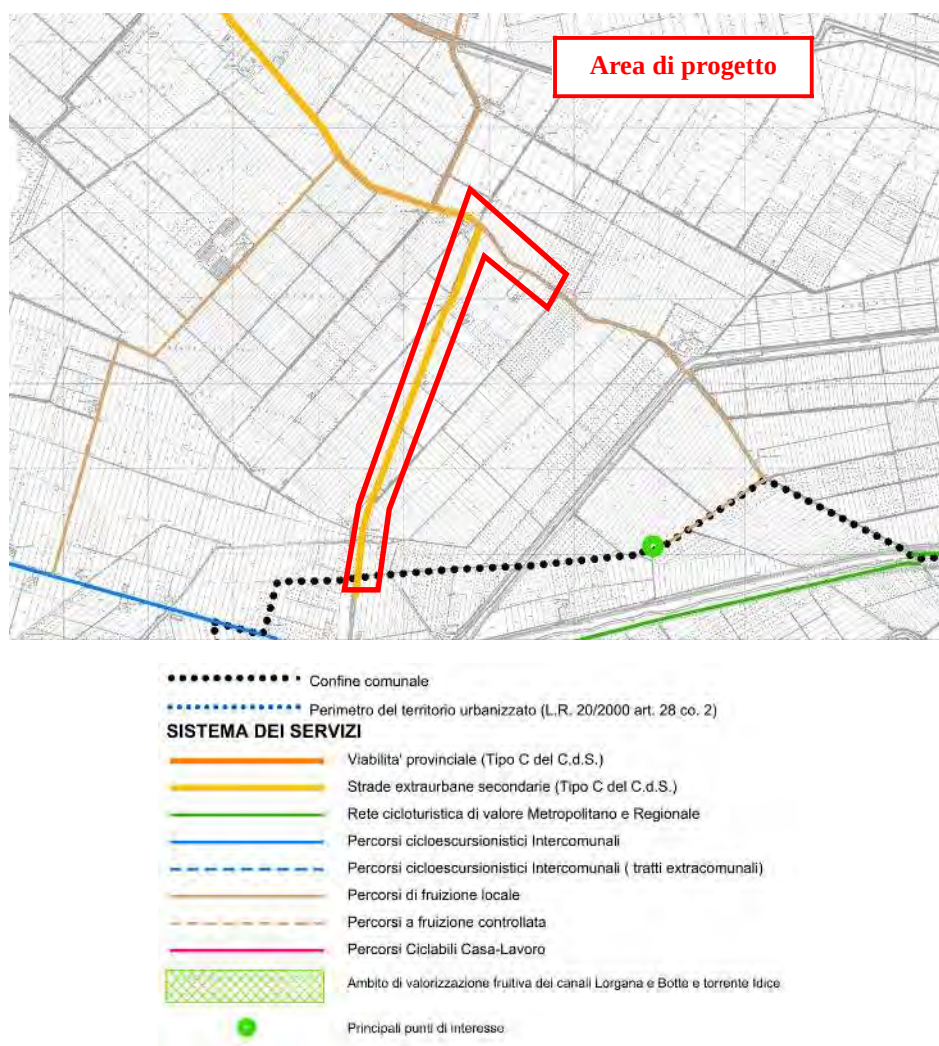 Area di progetto
Confine comunale
Perimetro del territorio urbanizzato (L.R. 20/2000 art. 28 co. 2)
SISTEMA DEI SERVIZI
Viabilita' provinciale (Tipo C del C.d.S.)
Strade extraurbane secondarie (Tipo C del C.d.S.)
Rete cicloturistica di valore Metropolitano e Regionale
Percorsi cicloescursionistici Intercomunali
Percorsi cicloescursionistici Intercomunali ( tratti extracomunali)
Percorsi di fruizione locale
Percorsi a fruizione controllata
Percorsi Ciclabili Casa-Lavoro
Ambito di valorizzazione fruitiva dei canali Lorgana e Botte e torrente Idice
Principali punti di interesse